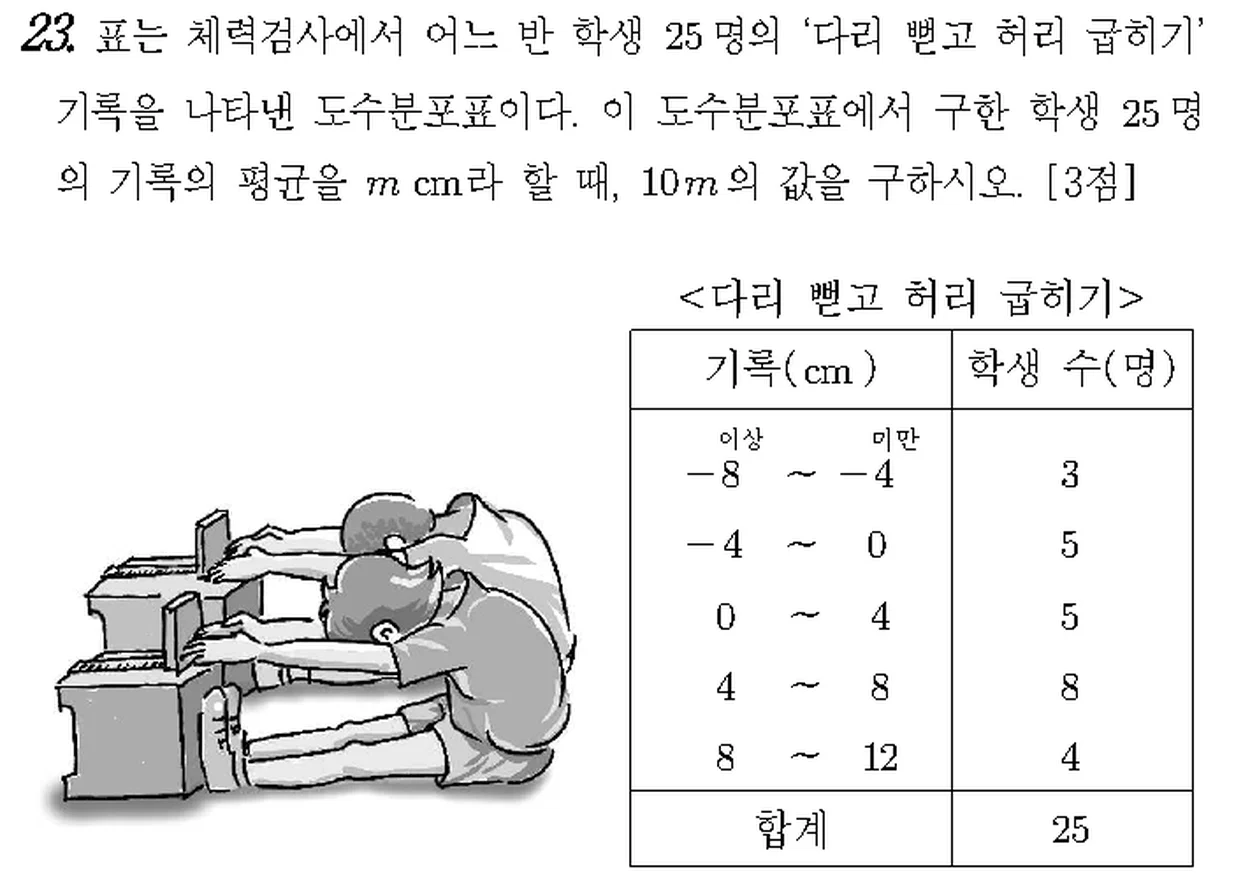 23. 표는 체력검사에서 어느 반 학생 25명의 ‘다리 뻗고 허리 굽히기’
기록을 나타낸 도수분포표이다. 이 도수분포표에서 구한 학생 25명
의 기록의 평균을 m cm라 할 때, 10m의 값을 구하시오. [3점]
<다리 뻗고 허리 굽히기>
기록(cm) 학생 수(명)
이상 미만
－8 ～ －4 3
－4 ～ 0 5
0 ～ 4 5
4 ～ 8 8
8 ～ 12 4
합계 25